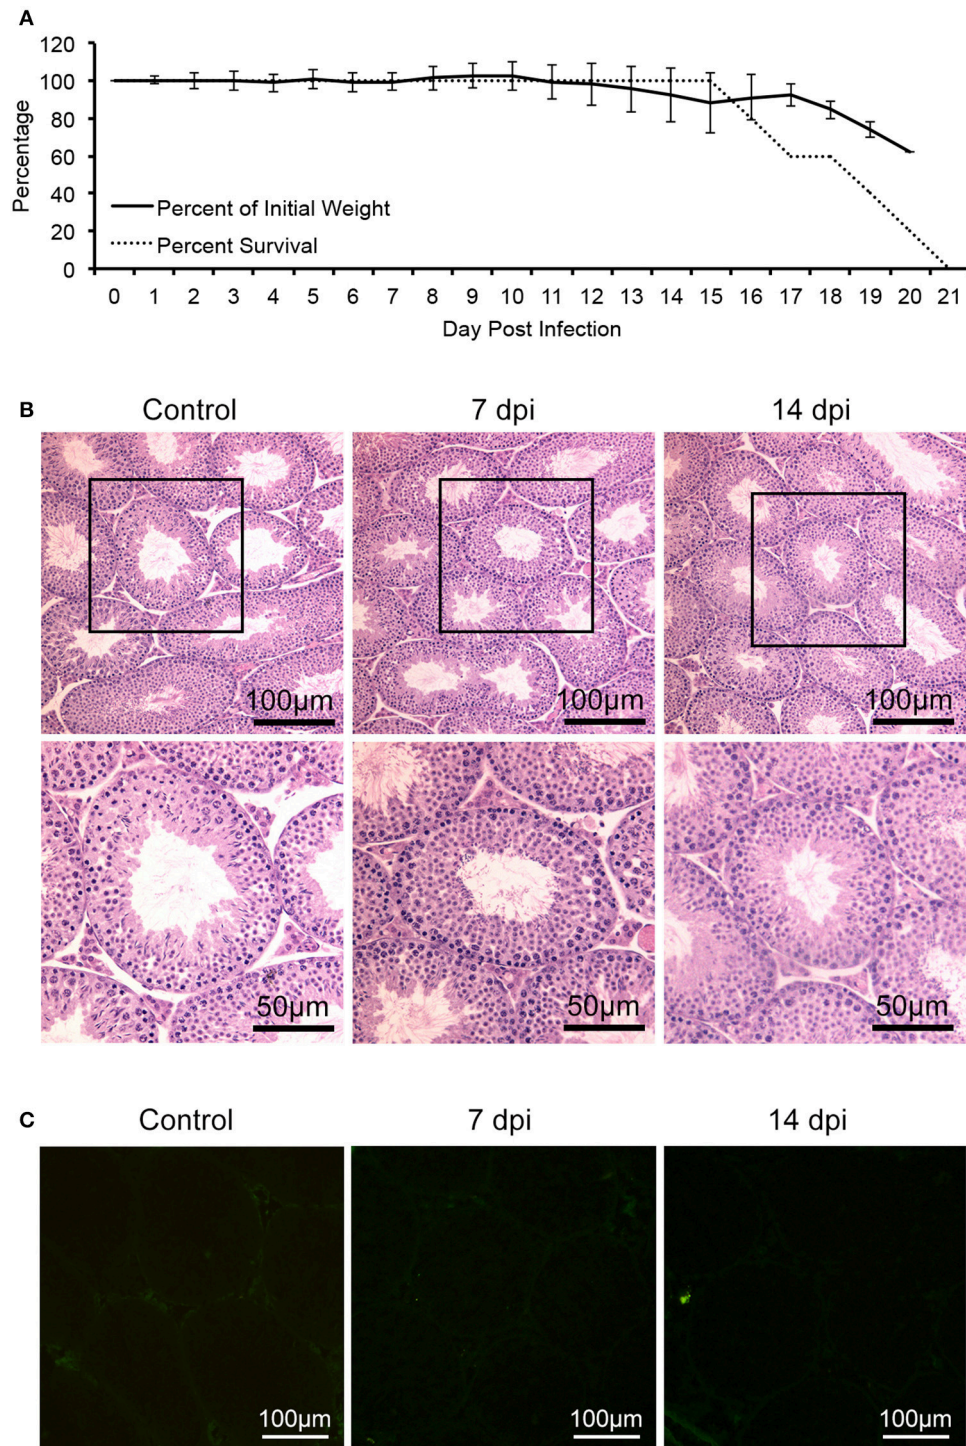 A
120
100
80
60
40
20
0
Percentage
Percent of Initial Weight
Percent Survival
0 1 2 3 4 5 6 7 8 9 10 11 12 13 14 15 16 17 18 19 20 21
Day Post Infection
B
Control 7 dpi 14 dpi
100µm 100µm 100µm
50µm 50µm 50µm
C
Control 7 dpi 14 dpi
100µm 100µm 100µm